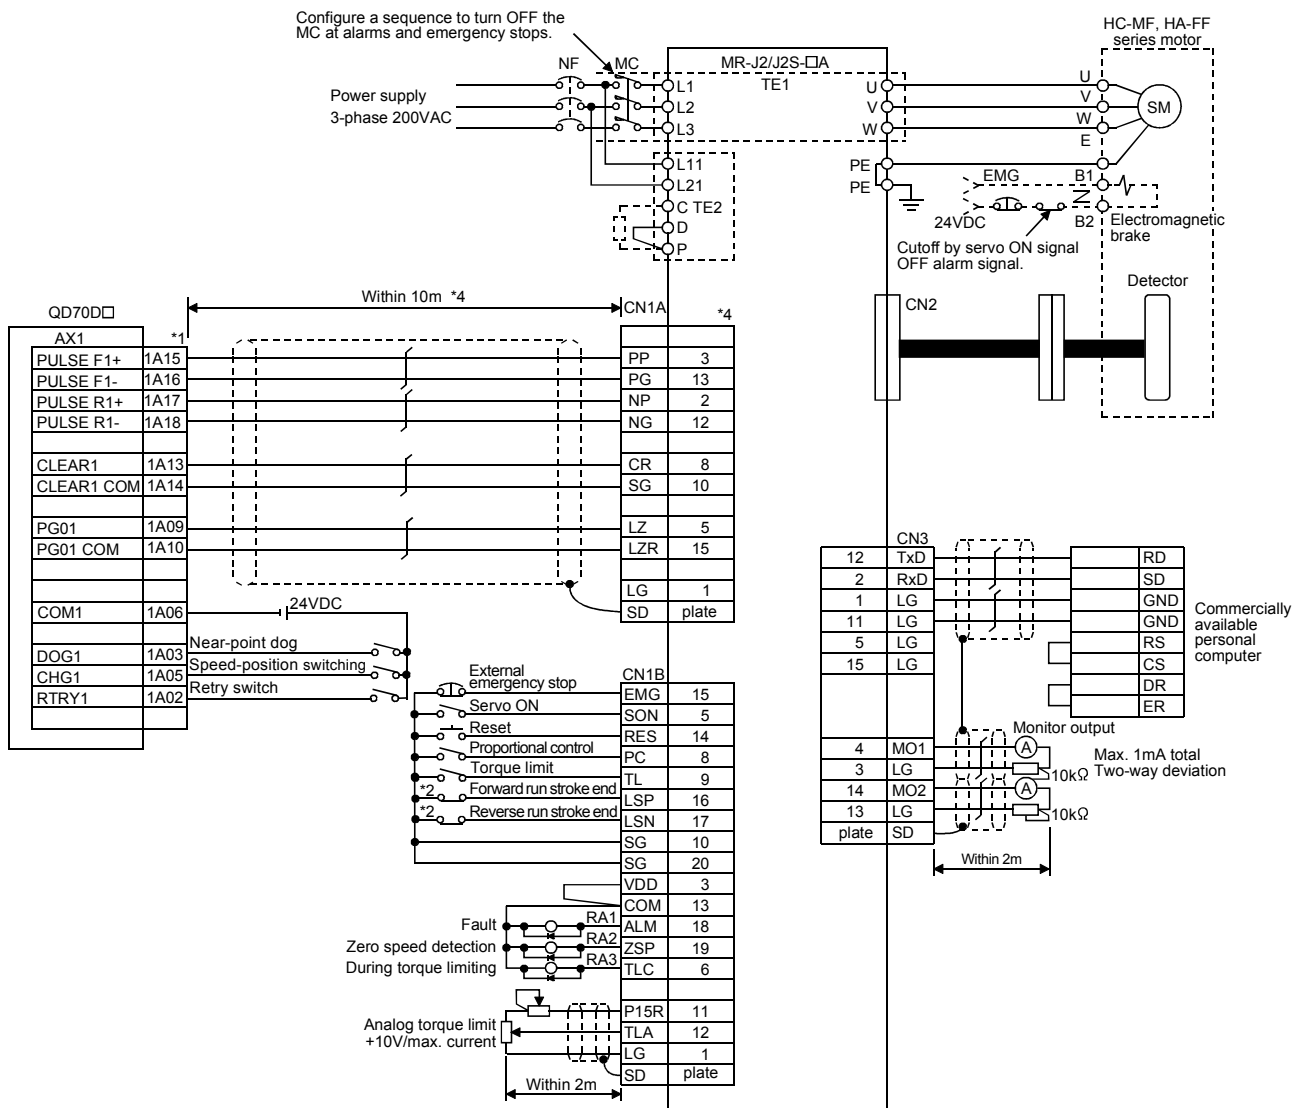 Configure a sequence to turn OFF the
MC at alarms and emergency stops.
HC-MF, HA-FF
series motor
NF
MC
MR-J2/J2S-□A
TE1
Power supply
3-phase 200VAC
L1
L2
L3
U
V
W
U
V
W
E
SM
L11
L21
C TE2
D
P
PE
PE
EMG
B1
24VDC
B2
Electromagnetic
brake
Cutoff by servo ON signal
OFF alarm signal.
Detector
CN2
QD70D□
Within 10m *4
CN1A
*4
AX1
*1
PULSE F1+ 1A15
PULSE F1- 1A16
PULSE R1+ 1A17
PULSE R1- 1A18
CLEAR1 1A13
CLEAR1 COM 1A14
PG01 1A09
PG01 COM 1A10
COM1 1A06
DOG1 1A03
CHG1 1A05
RTRY1 1A02
PP 3
PG 13
NP 2
NG 12
CR 8
SG 10
LZ 5
LZR 15
LG 1
SD plate
24VDC
Near-point dog
Speed-position switching
Retry switch
CN1B
External
emergency stop
EMG 15
Servo ON
SON 5
Reset
RES 14
Proportional control
PC 8
Torque limit
TL 9
*2 Forward run stroke end
LSP 16
*2 Reverse run stroke end
LSN 17
SG 10
SG 20
VDD 3
COM 13
Fault RA1 ALM 18
Zero speed detection RA2 ZSP 19
During torque limiting RA3 TLC 6
P15R 11
Analog torque limit
+10V/max. current
TLA 12
LG 1
SD plate
Within 2m
CN3
12 TxD
2 RxD
1 LG
11 LG
5 LG
15 LG
RD
SD
GND
GND
RS
CS
DR
ER
Commercially
available
personal
computer
Monitor output
4 MO1
A
3 LG
10kΩ
Max. 1mA total
Two-way deviation
14 MO2
A
13 LG
10kΩ
plate SD
Within 2m